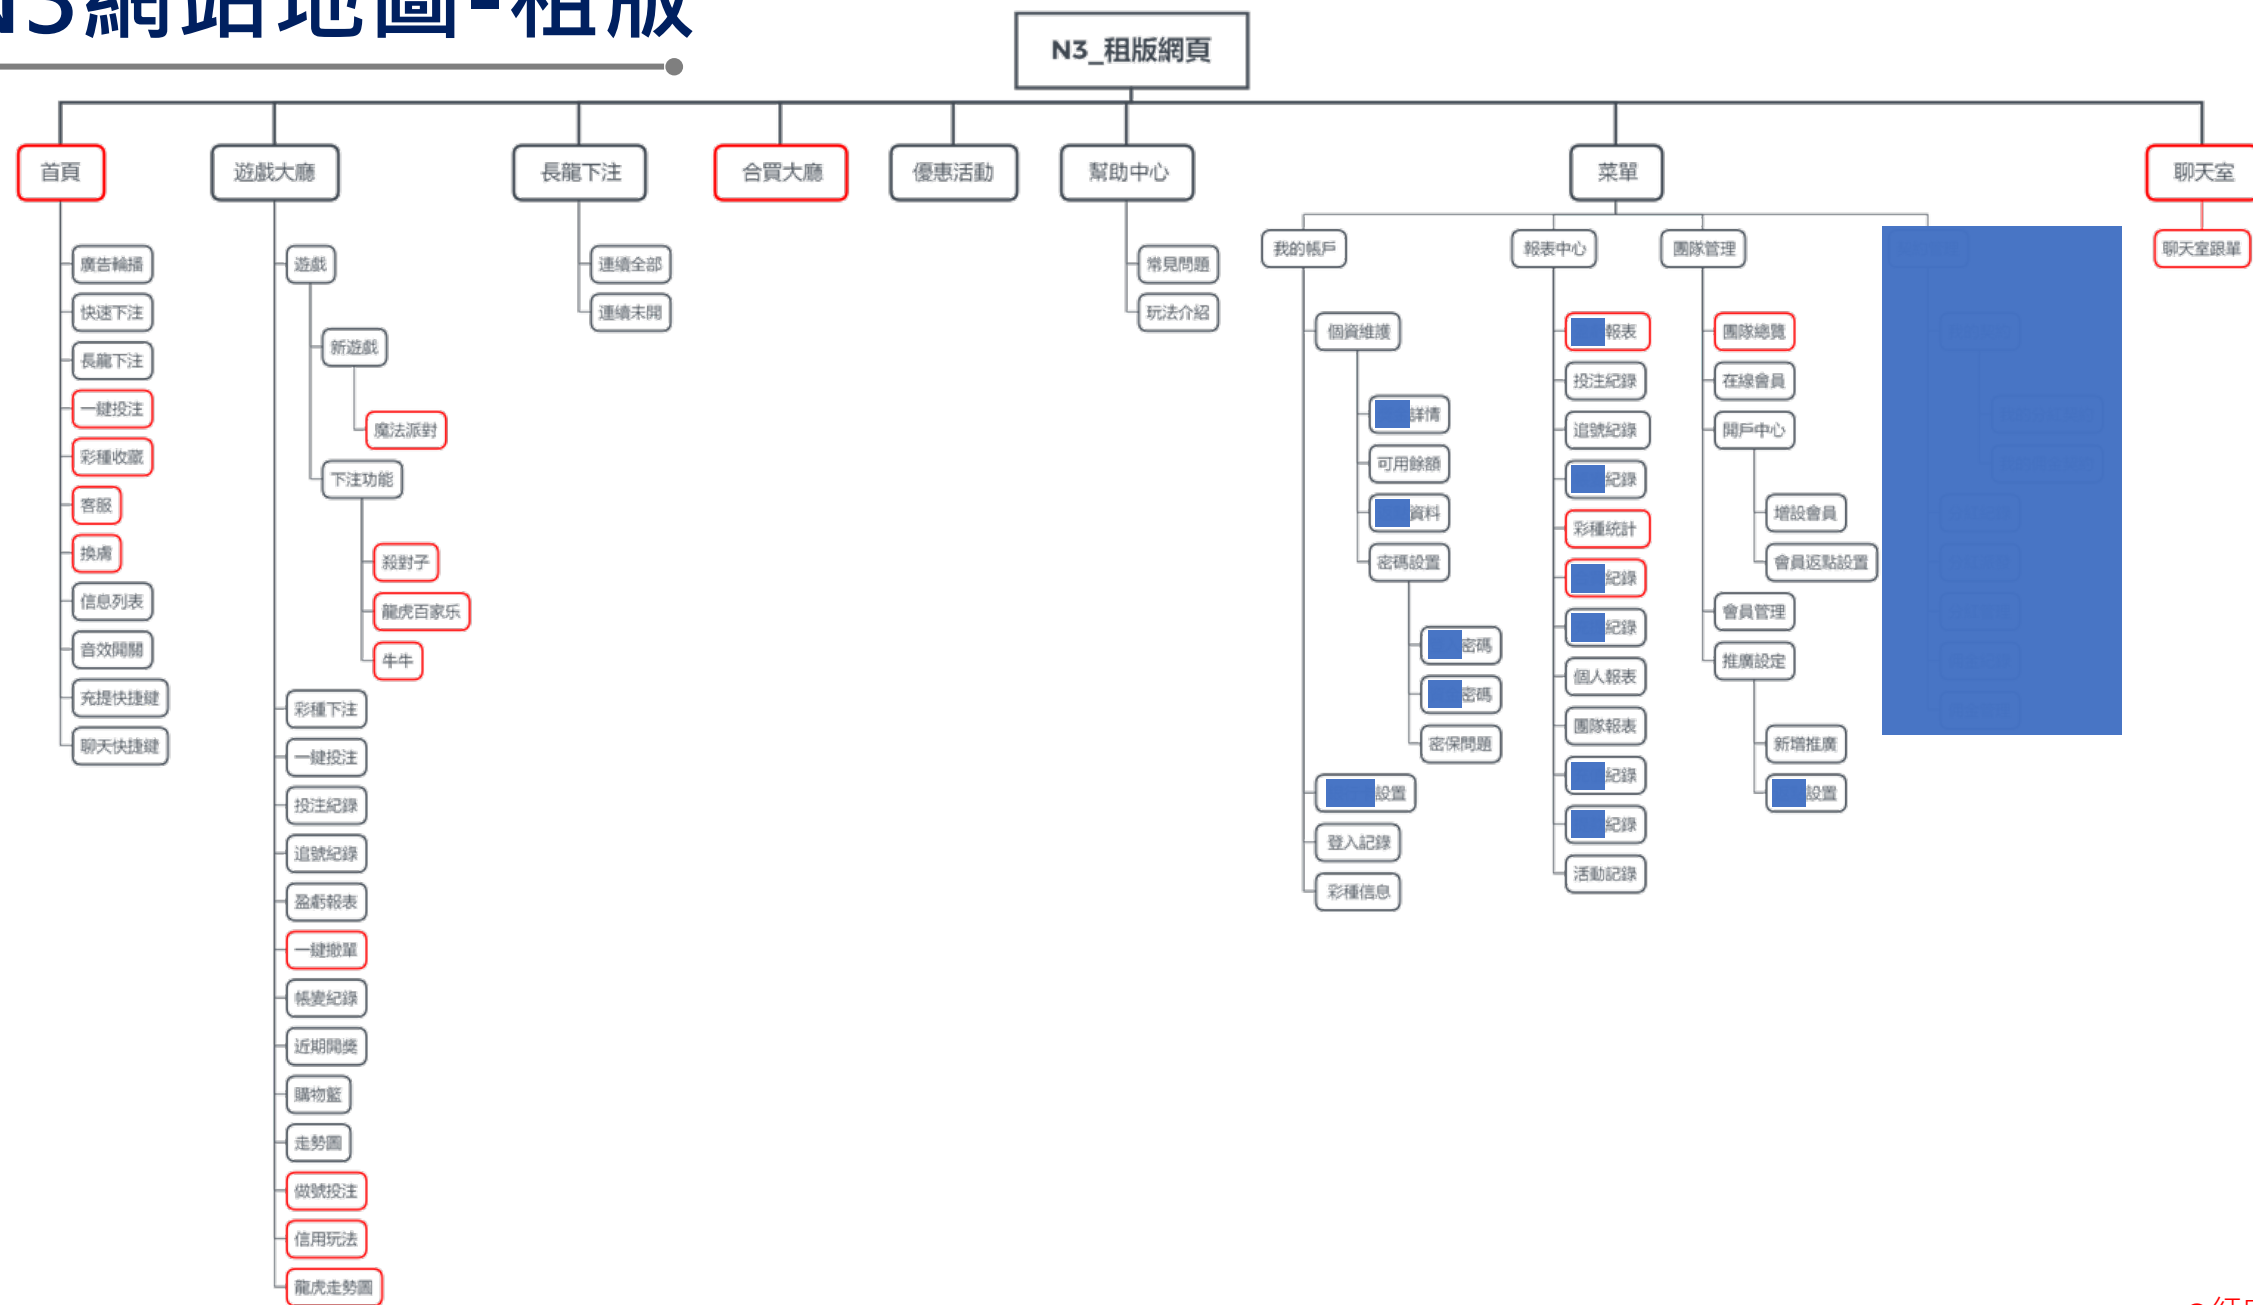 N3網站地圖-租版
N3_租版網頁
首頁
廣告輪播
快速下注
長龍下注
一鍵投注
彩種收藏
客服
換膚
信息列表
音效開關
充提快捷鍵
聊天快捷鍵
遊戲大廳
遊戲
新遊戲
魔法派對
下注功能
殺對子
龍虎百家乐
牛牛
彩種下注
一鍵投注
投注紀錄
追號紀錄
盈虧報表
一鍵撤單
帳變紀錄
近期開獎
購物籃
走勢圖
做號投注
信用玩法
龍虎走勢圖
長龍下注
連續全部
連續未開
合買大廳
優惠活動
幫助中心
常見問題
玩法介紹
菜單
我的帳戶
個資維護
詳情
可用餘額
資料
密碼設置
密碼
密碼
密保問題
設置
登入記錄
彩種信息
報表中心
報表
投注紀錄
追號紀錄
紀錄
彩種統計
紀錄
紀錄
個人報表
團隊報表
紀錄
紀錄
活動記錄
團隊管理
團隊總覽
在線會員
開戶中心
增設會員
會員返點設置
會員管理
推廣設定
新增推廣
設置
聊天室
聊天室跟單